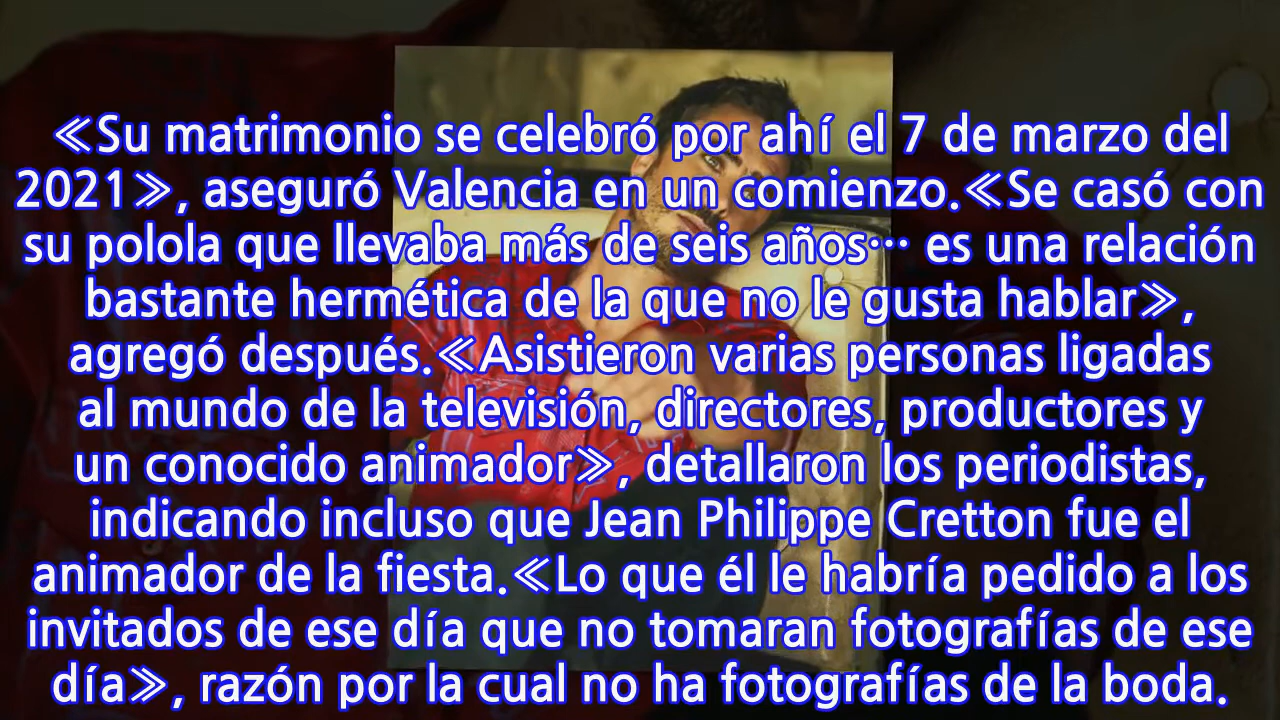 ≪Su matrimonio se celebró por ahí el 7 de marzo del
2021≫, aseguró Valencia en un comienzo.≪Se casó con
su polola que llevaba más de seis años… es una relación
bastante hermética de la que no le gusta hablar≫,
agregó después.≪Asistieron varias personas ligadas
al mundo de la televisión, directores, productores y
un conocido animador≫, detallaron los periodistas,
indicando incluso que Jean Philippe Cretton fue el
animador de la fiesta.≪Lo que él le habría pedido a los
invitados de ese día que no tomaran fotografías de ese
día≫, razón por la cual no ha fotografías de la boda.